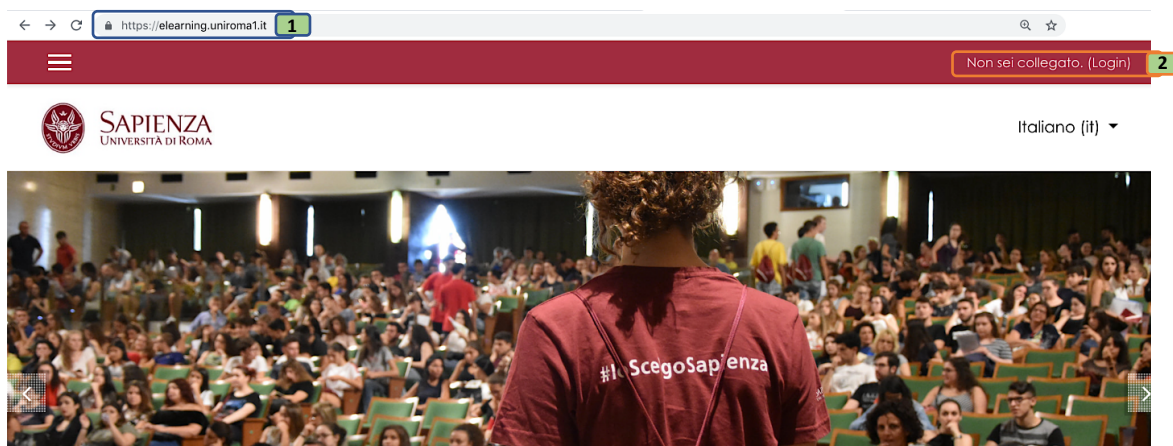 https://elearning.uniroma1.it 1
Non sei collegato. (Login) 2
SAPIENZA
UNIVERSITÀ DI ROMA
Italiano (it)
#IoScegoSapienza